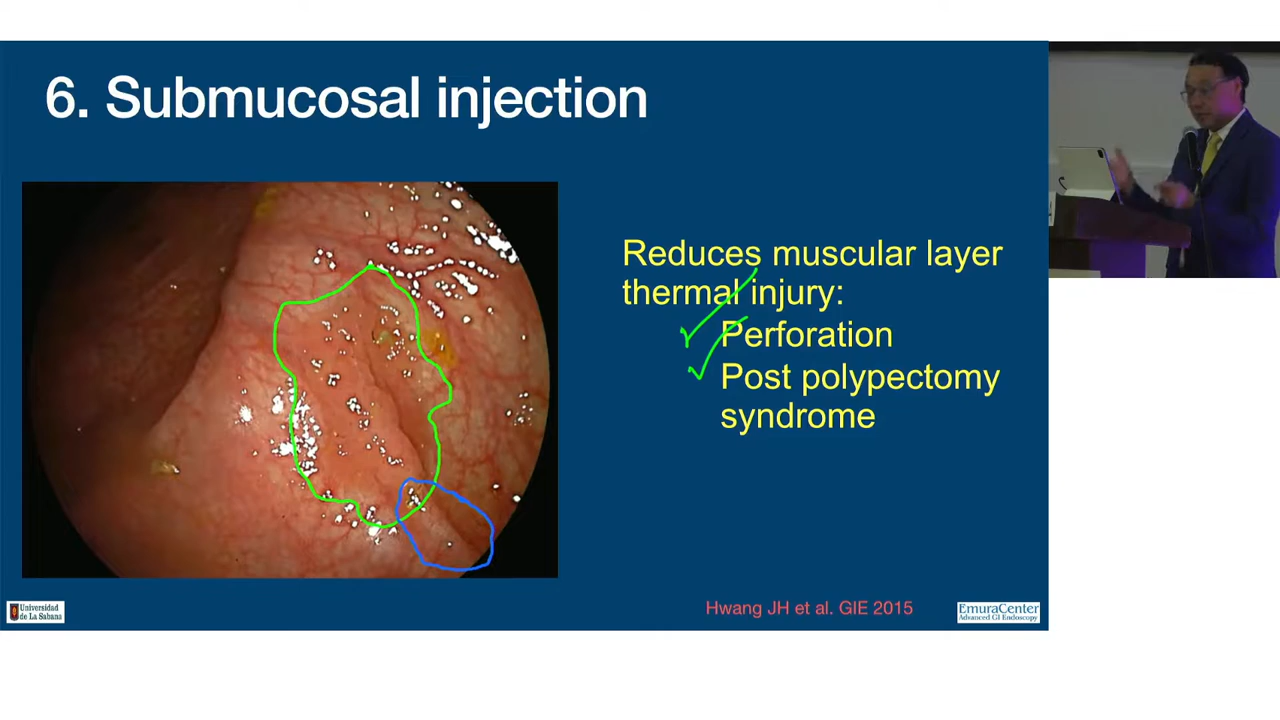 6. Submucosal injection
Reduces muscular layer
thermal injury:
Perforation
Post polypectomy
syndrome
Hwang JH et al. GIE 2015
Universidad
de La Sabana
EmuraCenter
Advanced GI Endoscopy